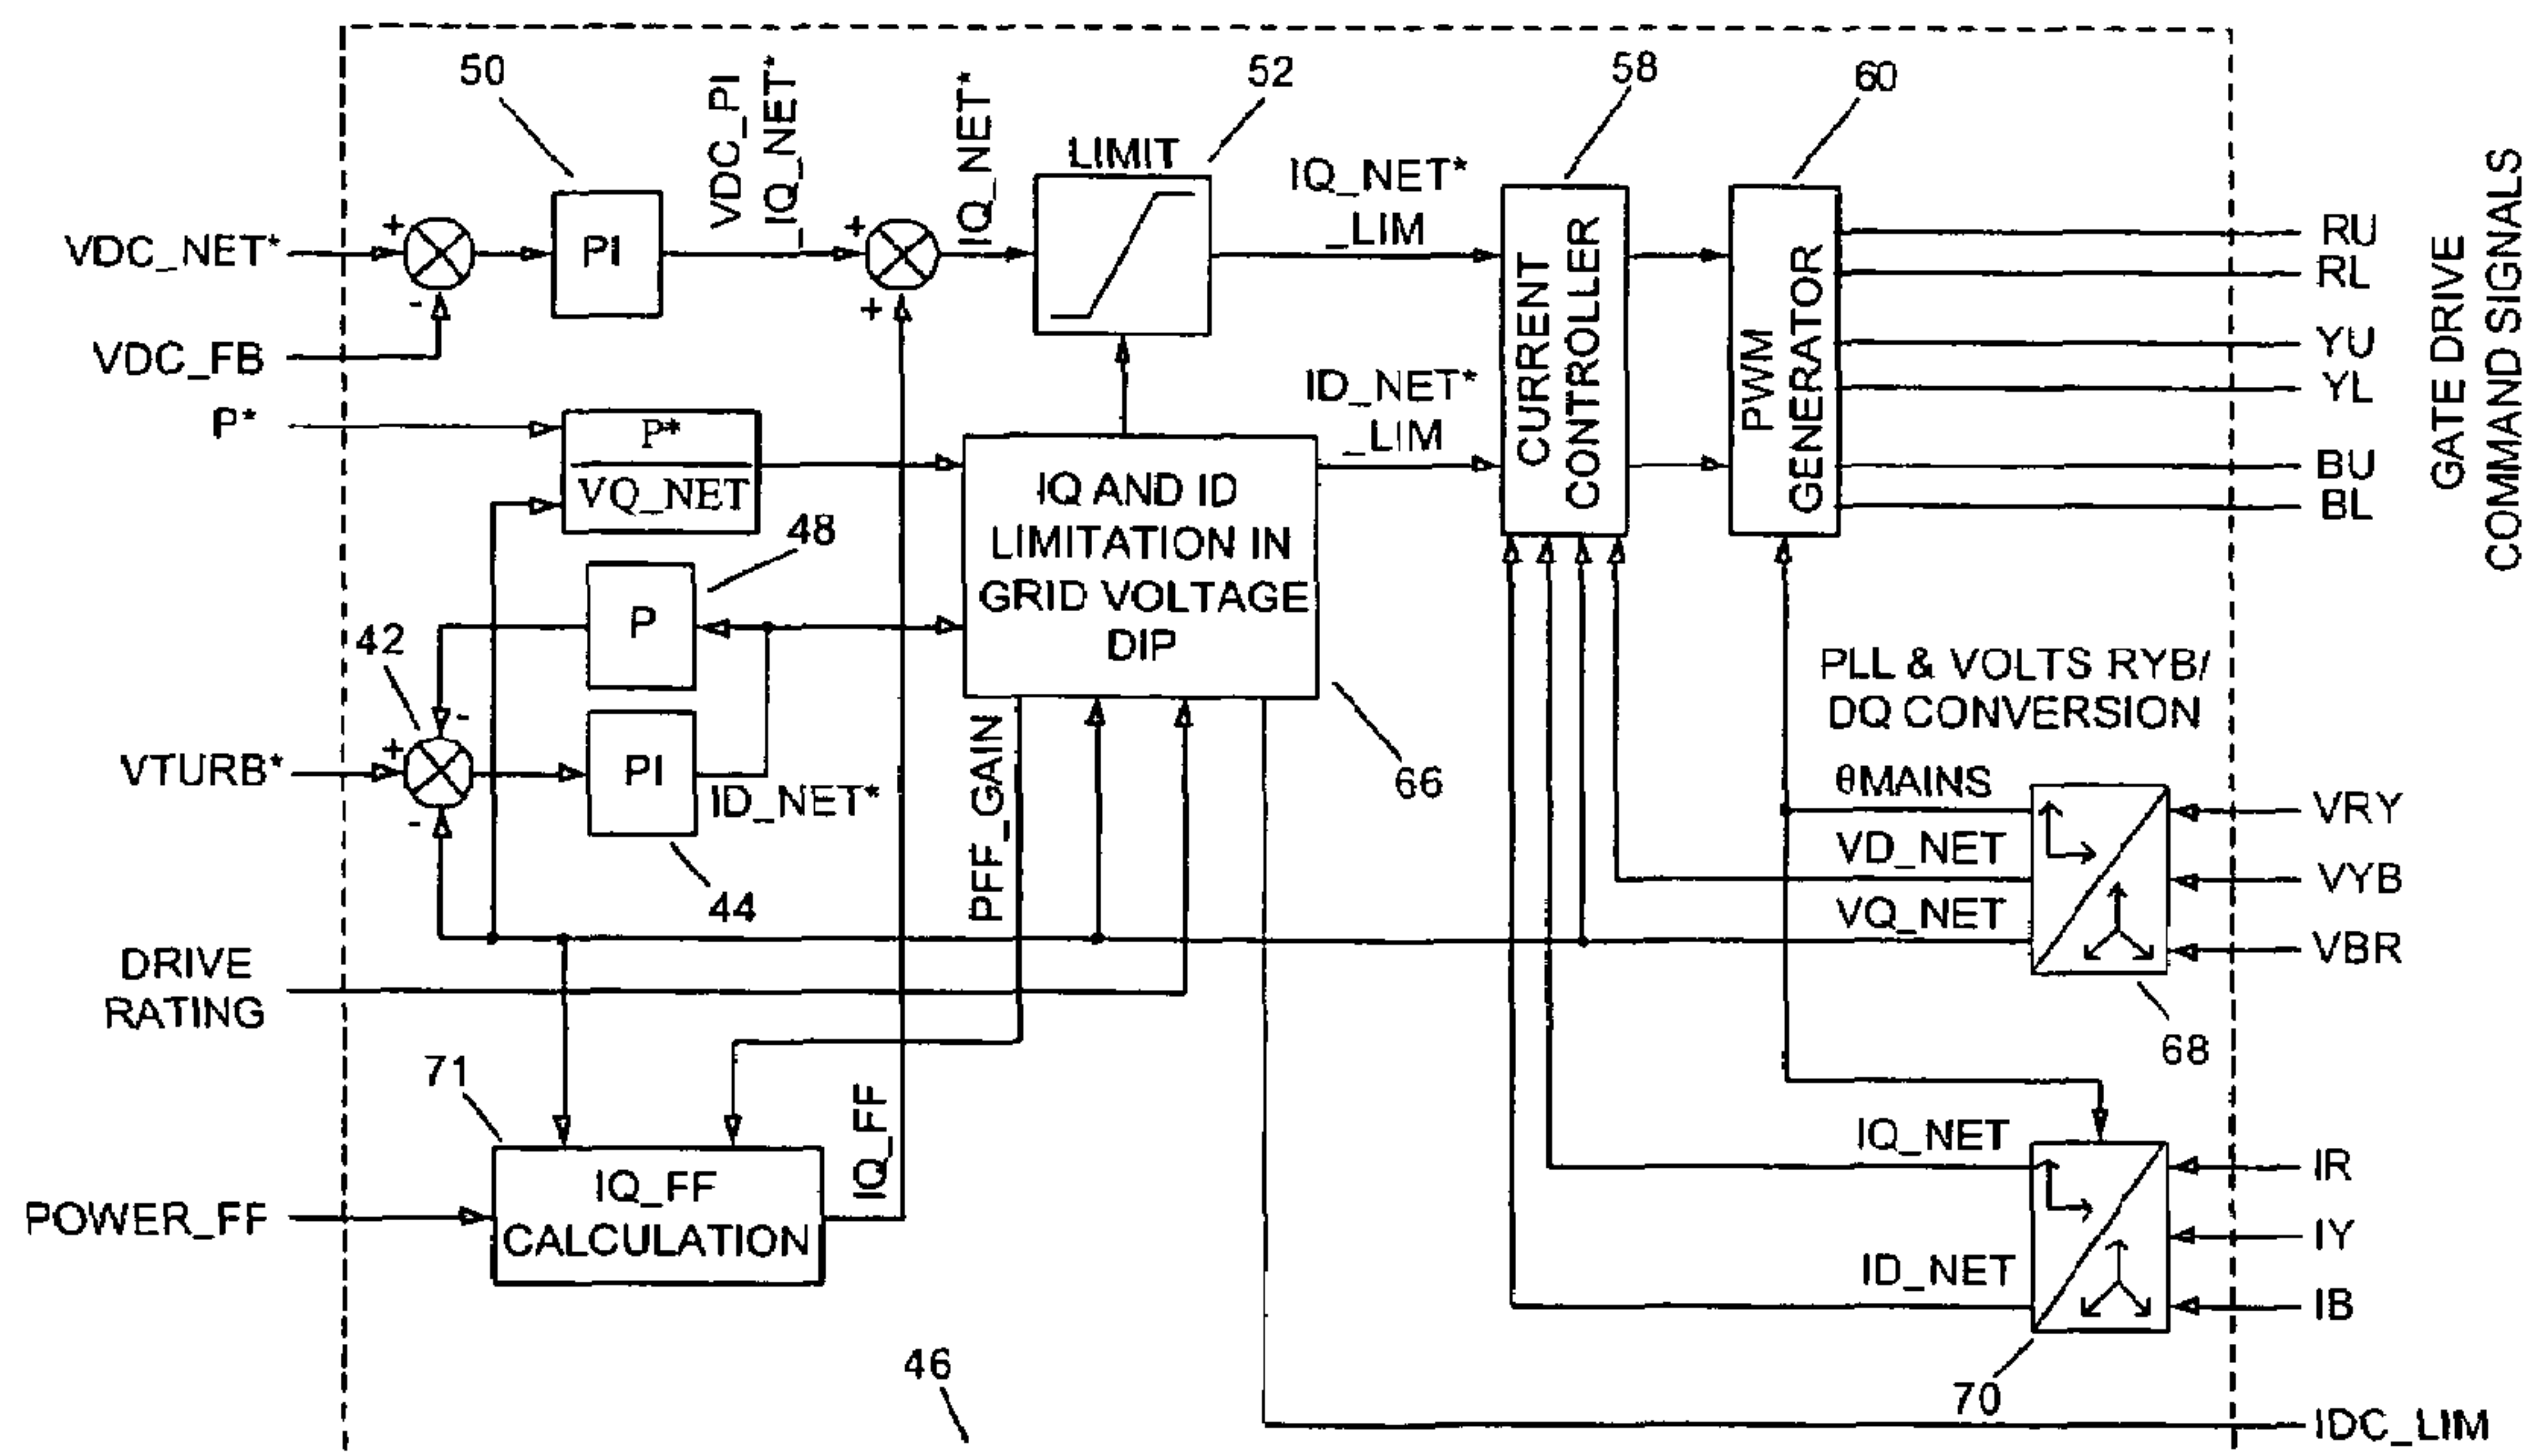 50
VDC_PI
_IQ_NET*
IQ_NET*
52
58
60
LIMIT
IQ_NET*
_LIM
VDC_NET*
+
-
PI
+
+
CURRENT
CONTROLLER
PWM
GENERATOR
RU
RL
YU
YL
BU
BL
GATE DRIVE
COMMAND SIGNALS
VDC_FB
P*
P*
VQ_NET
ID_NET*
_LIM
IQ AND ID
LIMITATION IN
GRID VOLTAGE
DIP
48
P
42
-
+
-
VTURB*
PI
ID_NET*
44
PFF_GAIN
66
PLL & VOLTS RYB/
DQ CONVERSION
θMAINS
VD_NET
VQ_NET
VRY
VYB
VBR
68
DRIVE
RATING
71
IQ_FF
IQ_FF
CALCULATION
POWER_FF
IQ_NET
ID_NET
IR
IY
IB
70
46
IDC_LIM